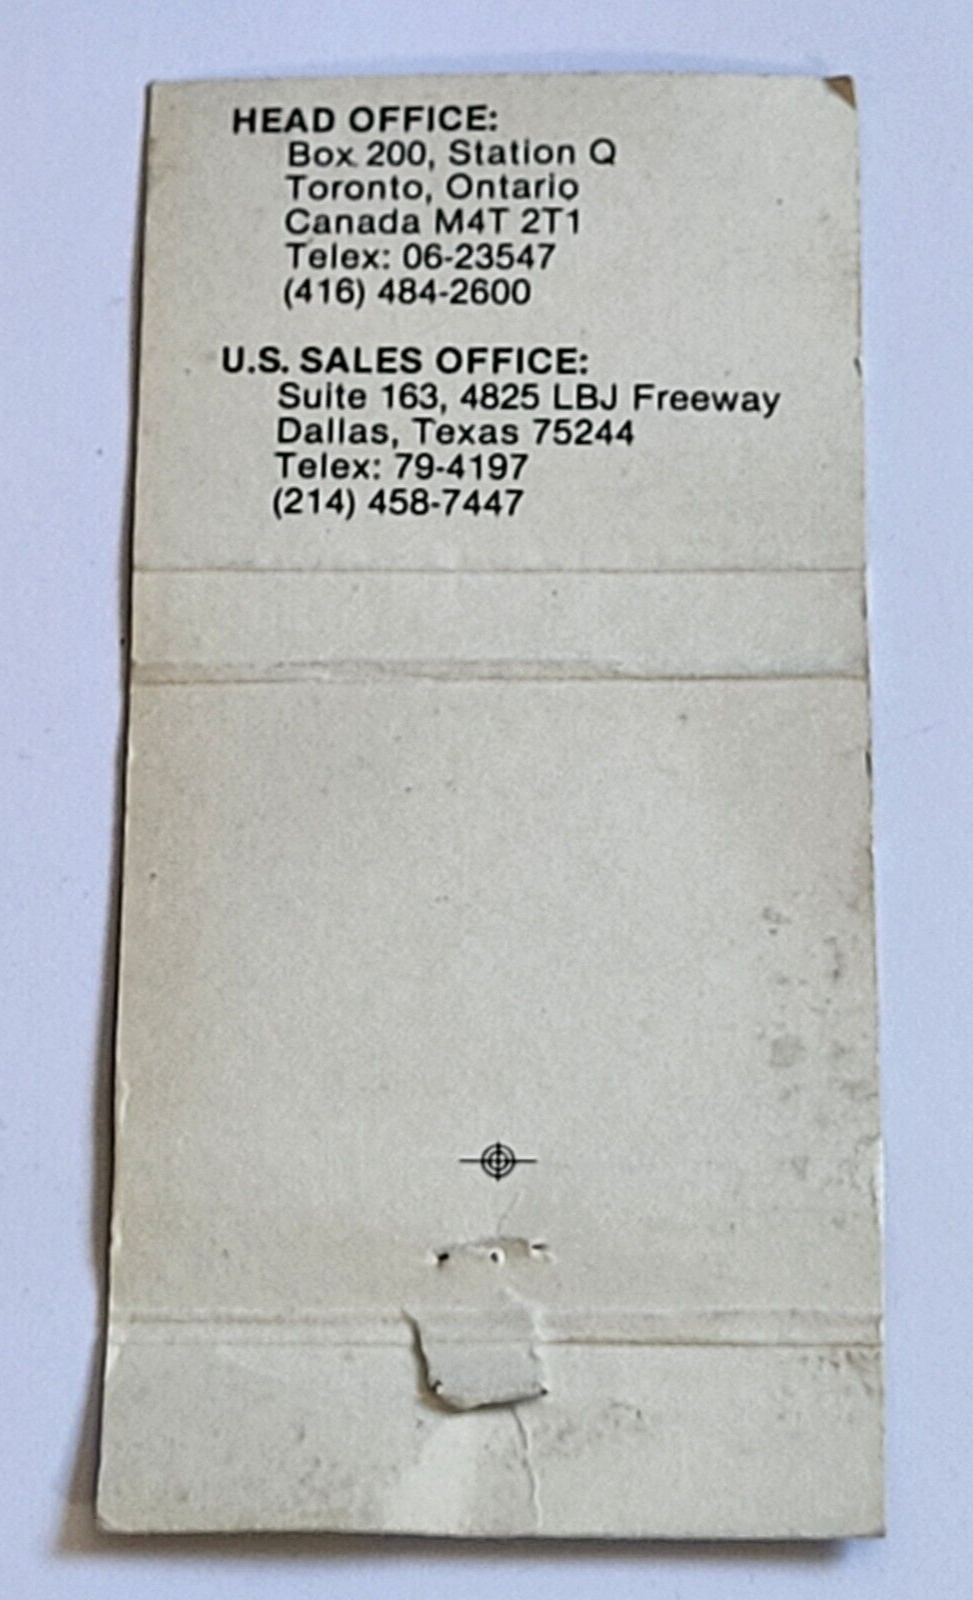 HEAD OFFICE:
Box 200, Station Q
Toronto, Ontario
Canada M4T 2T1
Telex: 06-23547
(416) 484-2600
U.S. SALES OFFICE:
Suite 163, 4825 LBJ Freeway
Dallas, Texas 75244
Telex: 79-4197
(214) 458-7447